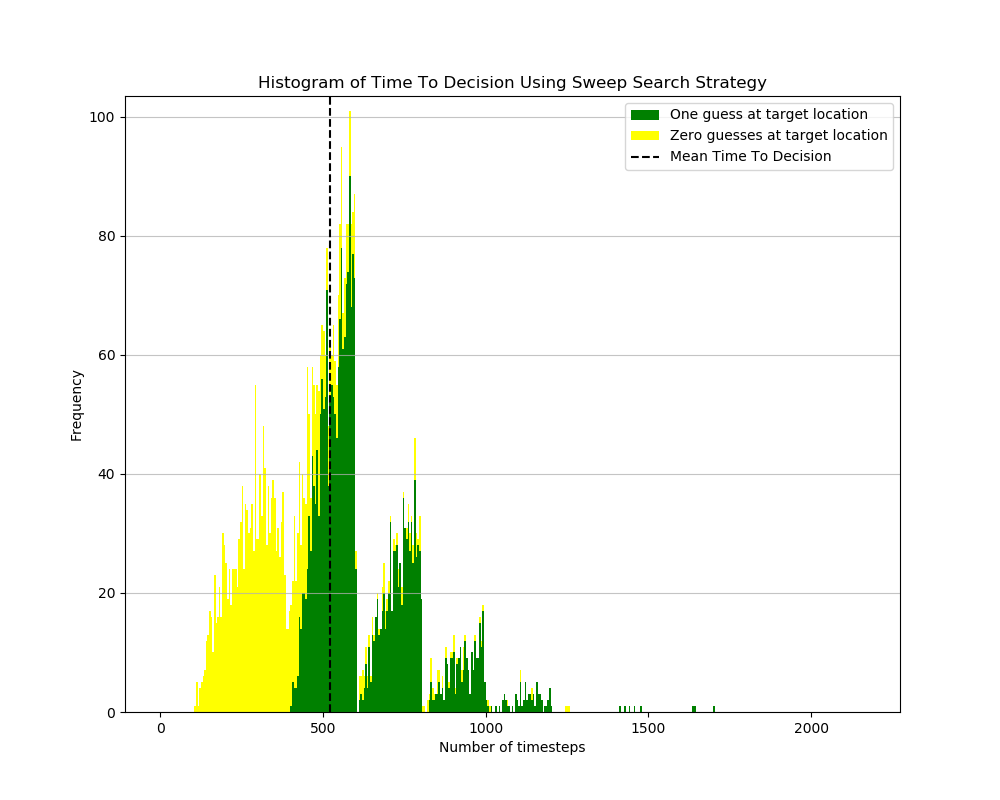 Histogram of Time To Decision Using Sweep Search Strategy
One guess at target location
Zero guesses at target location
Mean Time To Decision
100
80
60
40
20
0
Frequency
0 500 1000 1500 2000
Number of timesteps